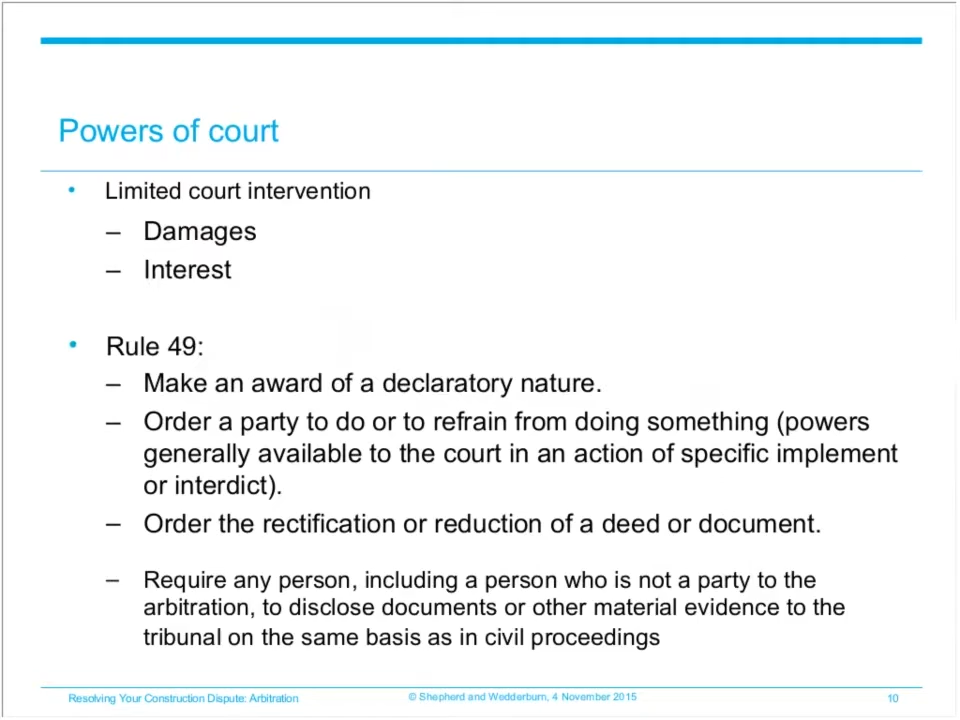 Powers of court
• Limited court intervention
– Damages
– Interest
• Rule 49:
– Make an award of a declaratory nature.
– Order a party to do or to refrain from doing something (powers
generally available to the court in an action of specific implement
or interdict).
– Order the rectification or reduction of a deed or document.
– Require any person, including a person who is not a party to the
arbitration, to disclose documents or other material evidence to the
tribunal on the same basis as in civil proceedings
Resolving Your Construction Dispute: Arbitration © Shepherd and Wedderburn, 4 November 2015 10